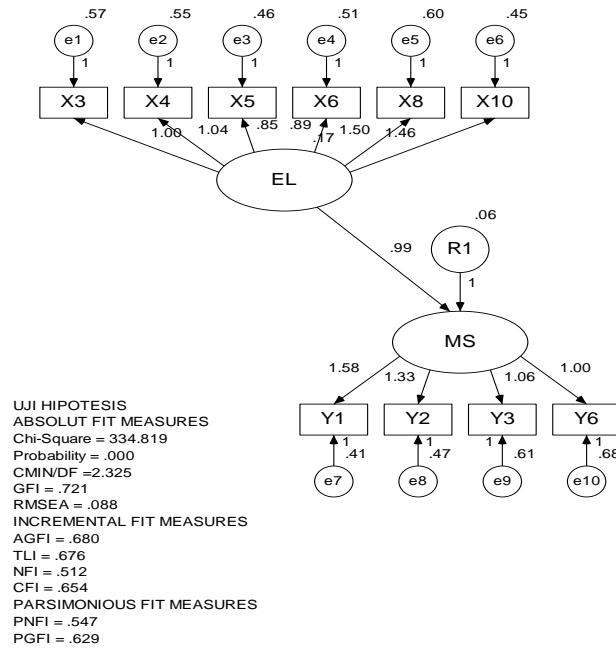 .57 .55 .46 .51 .60 .45
e1 e2 e3 e4 e5 e6
1 1 1 1 1 1
X3 X4 X5 X6 X8 X10
1.00 1.04 .85 .89 1.50 1.46
.17
EL
.06
.99 R1
1
MS
1.58 1.33 1.06 1.00
Y1 Y2 Y3 Y6
1 1 1 1
.41 .47 .61 .68
e7 e8 e9 e10
UJI HIPOTESIS
ABSOLUT FIT MEASURES
Chi-Square = 334.819
Probability = .000
CMIN/DF =2.325
GFI = .721
RMSEA = .088
INCREMENTAL FIT MEASURES
AGFI = .680
TLI = .676
NFI = .512
CFI = .654
PARSIMONIOUS FIT MEASURES
PNFI = .547
PGFI = .629